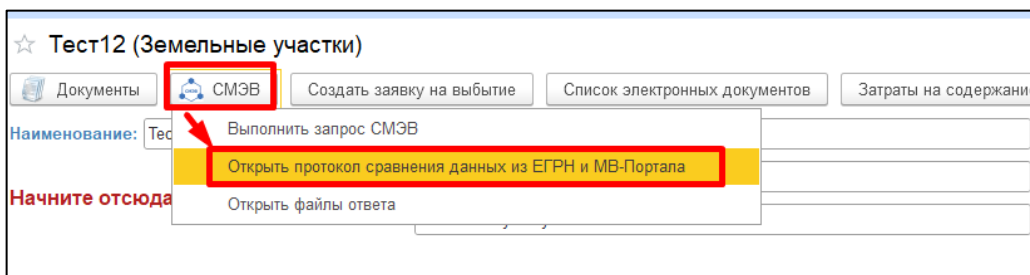 Тест12 (Земельные участки)
Документы СМЭВ Создать заявку на выбытие Список электронных документов Затраты на содержани
Выполнить запрос СМЭВ
Наименование: Тес
Открыть протокол сравнения данных из ЕГРН и МВ-Портала
Начните отсюда
Открыть файлы ответа